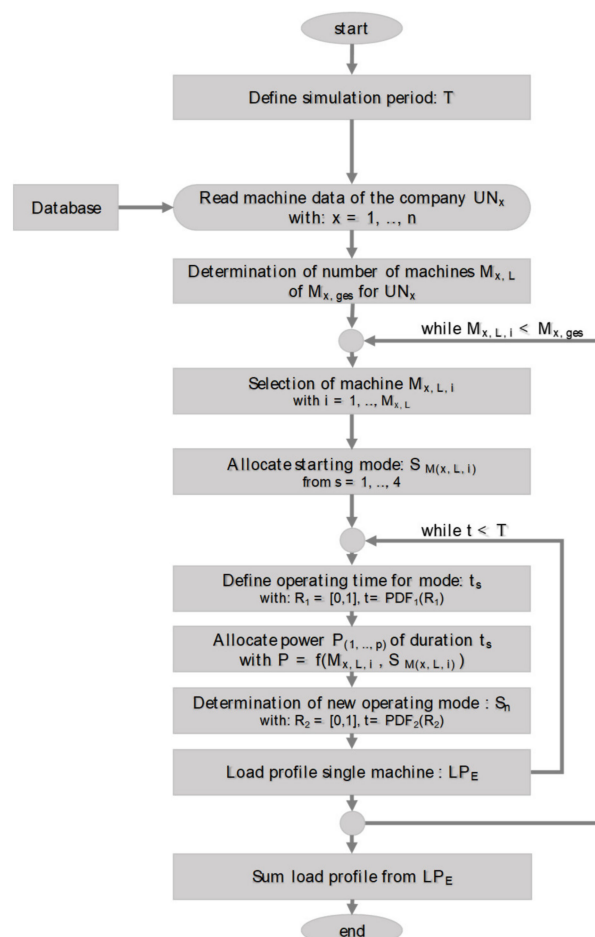 start
Define simulation period: T
Database
Read machine data of the company UNx
with: x = 1, .., n
Determination of number of machines Mx, L
of Mx, ges for UNx
while Mx, L, i < Mx, ges
Selection of machine Mx, L, i
with i = 1, .., Mx, L
Allocate starting mode: S M(x, L, i)
from s = 1, .., 4
while t < T
Define operating time for mode: ts
with: R1 = [0,1], t= PDF1(R1)
Allocate power P(1, .., p) of duration ts
with P = f(Mx, L, i , S M(x, L, i) )
Determination of new operating mode : Sn
with: R2 = [0,1], t= PDF2(R2)
Load profile single machine : LPE
Sum load profile from LPE
end